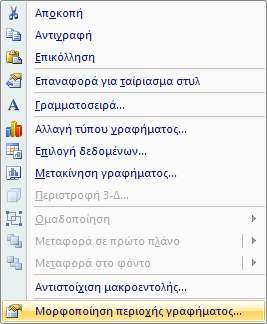 Αποκοπή
Αντιγραφή
Επικόλληση
Επαναφορά για ταίριασμα στυλ
Γραμματοσειρά...
Αλλαγή τύπου γραφήματος...
Επιλογή δεδομένων...
Μετακίνηση γραφήματος...
Περιστροφή 3-Δ...
Ομαδοποίηση
Μεταφορά σε πρώτο πλάνο
Μεταφορά στο φόντο
Αντιστοίχιση μακροεντολής...
Μορφοποίηση περιοχής γραφήματος...